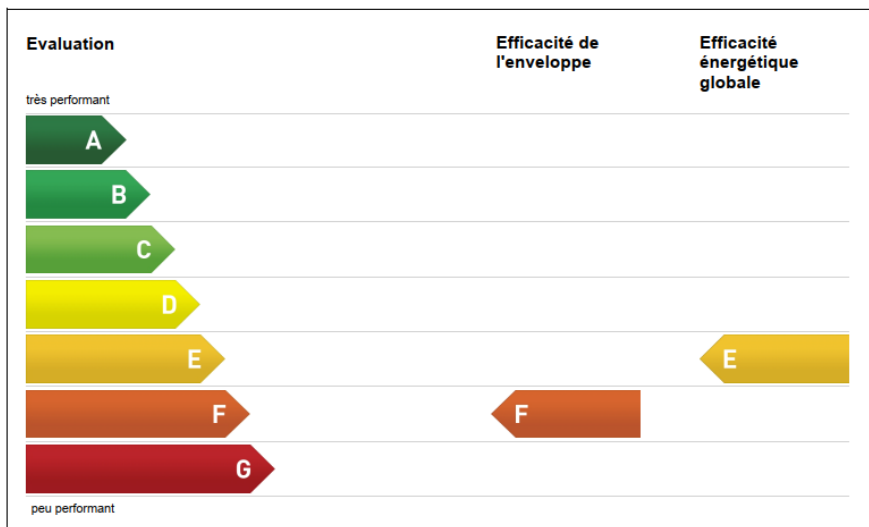 Evaluation
Efficacité de
l'enveloppe
Efficacité
énergétique
globale
très performant
A
B
C
D
E
E
F
F
G
peu performant